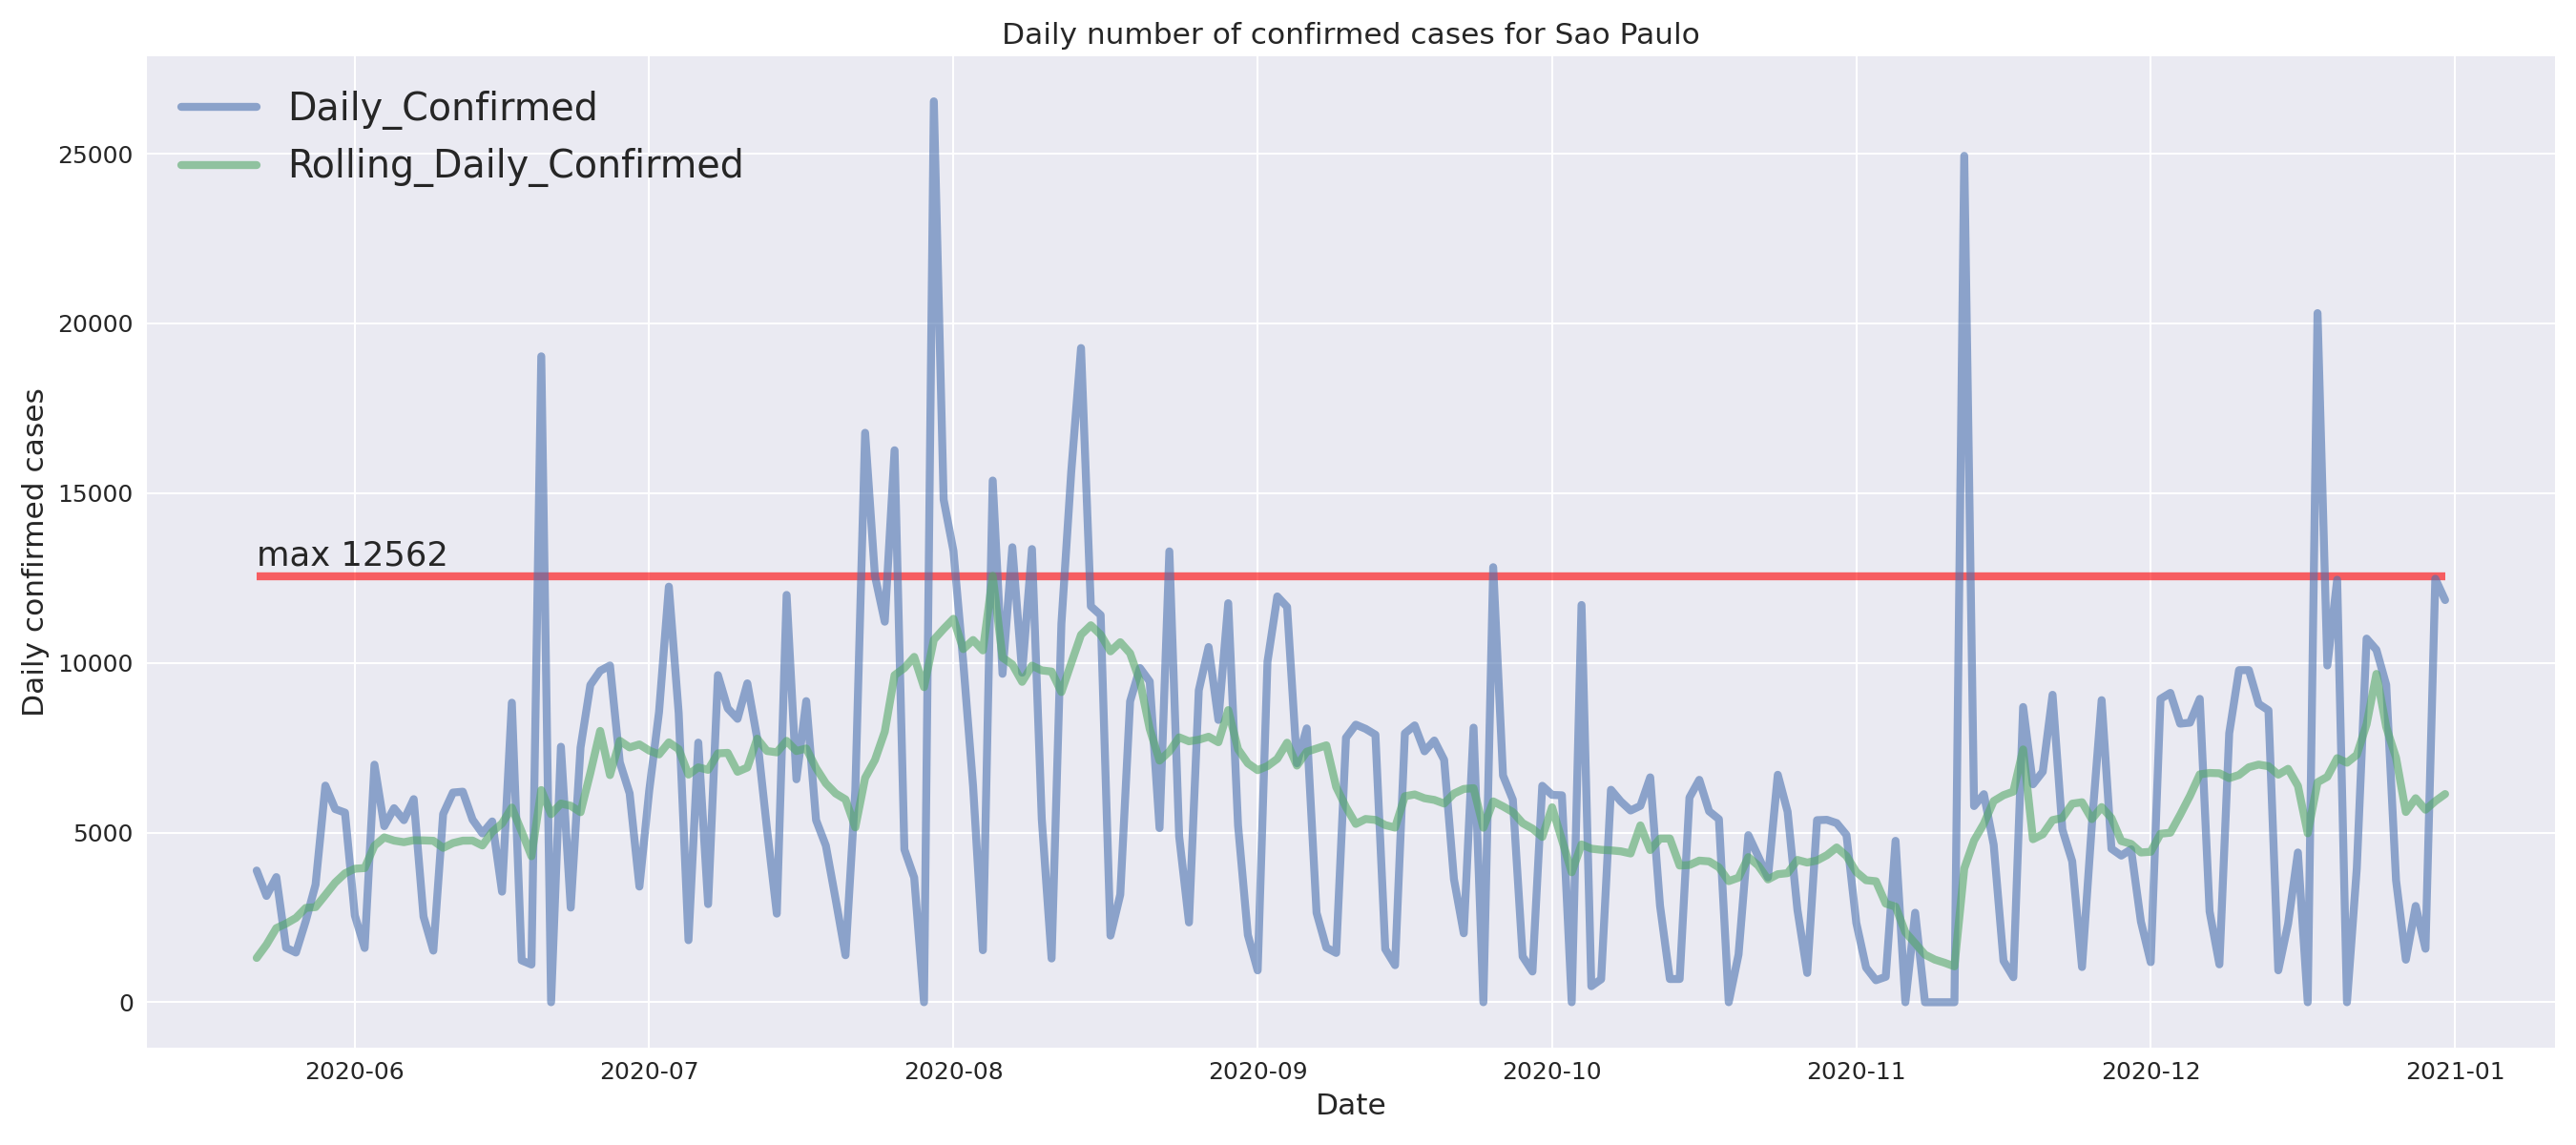 Daily number of confirmed cases for Sao Paulo
Daily_Confirmed
Rolling_Daily_Confirmed
25000
20000
15000
10000
5000
0
Daily confirmed cases
max 12562
2020-06 2020-07 2020-08 2020-09 2020-10 2020-11 2020-12 2021-01
Date